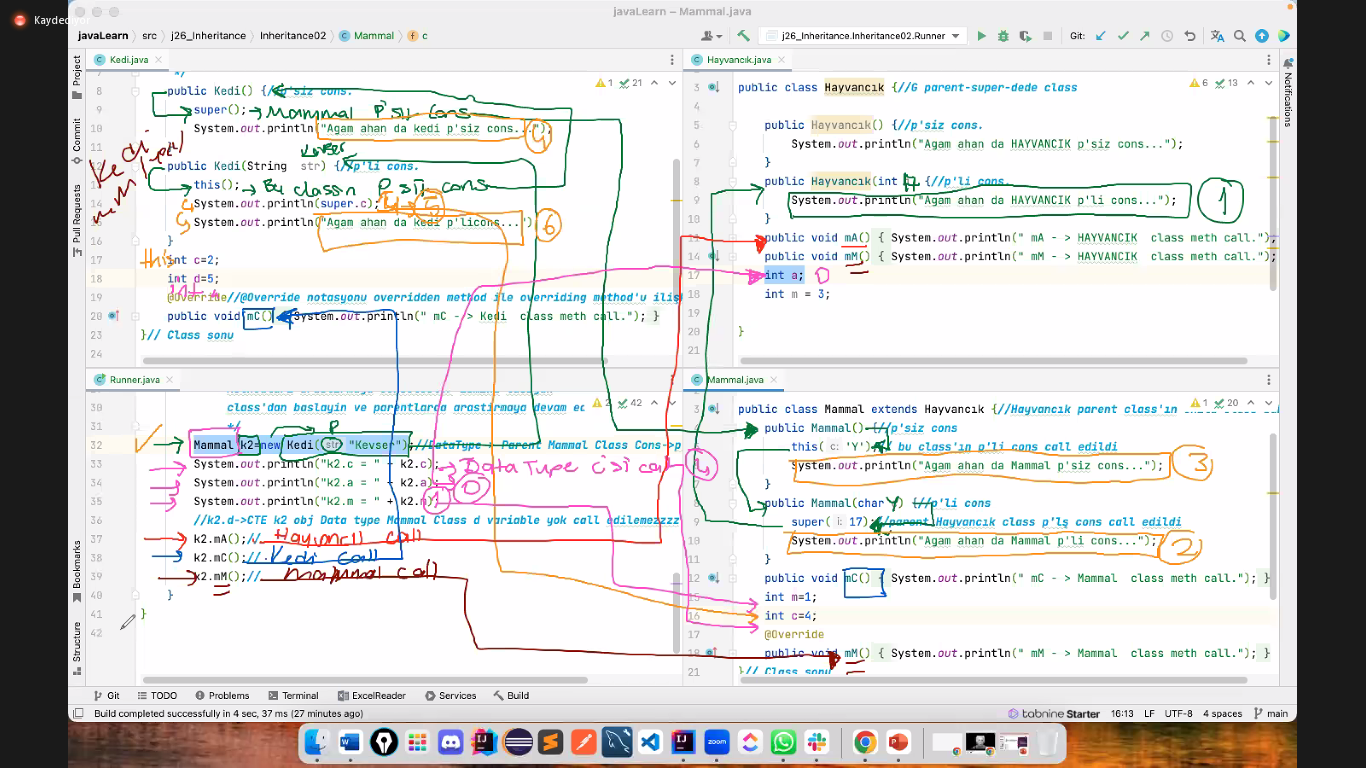 Kaydediyor
javaLearn – Mammal.java
javaLearn > src > j26_Inheritance > Inheritance02 > Mammal > c
j26_Inheritance.Inheritance02.Runner
Git:
Project
Commit
Pull Requests
Bookmarks
Structure
Notifications
Kedi.java
1 21
7 */
8 public Kedi() {//p'siz cons.
9 super(); → Mammal P'siz Cons
10 System.out.println("Agam ahan da kedi p'siz cons..."); 4
12 public Kedi(String str) {//p'li cons.
this(); → Bu classın P'siz cons
14 System.out.println(super.c); 4 5
15 System.out.println("Agam ahan da kedi p'licons...") 6
16 }
17 int c=2;
this
18 int d=5;
19 @Override//@Override notasyonu overridden method ile overriding method'u iliş
20 public void mC() { System.out.println(" mC -> Kedi class meth call."); }
23 }// Class sonu
24
Hayvancık.java
6 13
3 public class Hayvancık {//G parent-super-dede class
5 public Hayvancık() {//p'siz cons.
6 System.out.println("Agam ahan da HAYVANCIK p'siz cons...");
7 }
8 public Hayvancık(int {//p'li cons.
9 System.out.println("Agam ahan da HAYVANCIK p'li cons..."); 1
10 }
public void mA() { System.out.println(" mA - > HAYVANCIK class meth call.");
14 public void mM() { System.out.println(" mM - > HAYVANCIK class meth call.");
17 int a; 0
18 int m = 3;
19
20 }
21
Runner.java
2 42
30 class'dan baslayin ve parentlarda arastirmaya devam ed
31 */
P
32 Mammal k2=new Kedi( str: "Kevser");//DataType - Parent Mammal Class Cons->p
33 System.out.println("k2.c = " + k2.c); → DataType c'si call 4
34 System.out.println("k2.a = " + k2.a); 0
35 System.out.println("k2.m = " + k2.m); 1
36 //k2.d->CTE k2 obj Data type Mammal Class d variable yok call edilemezzzz
37 k2.mA();// Hayvancık call
38 k2.mC();// Kedi call
39 k2.mM();// mammal call
40 }
41 }
42
Mammal.java
1 20
3 public class Mammal extends Hayvancık {//Hayvancık parent class'ın
public Mammal() {//p'siz cons
this( c: 'Y'); // bu class'ın p'li cons call edildi
System.out.println("Agam ahan da Mammal p'siz cons..."); 3
7 }
8 public Mammal(char Y) {//p'li cons
9 super( i: 17);//parent Hayvancık class p'lş cons call edildi
10 System.out.println("Agam ahan da Mammal p'li cons..."); 2
11 }
12 public void mC() { System.out.println(" mC - > Mammal class meth call."); }
15 int m=1;
16 int c=4;
17 @Override
18 public void mM() { System.out.println(" mM - > Mammal class meth call."); }
21 }// Class sonu
Git TODO Problems Terminal ExcelReader Services Build
Build completed successfully in 4 sec, 37 ms (27 minutes ago)
tabnine Starter 16:13 LF UTF-8 4 spaces main
zoom